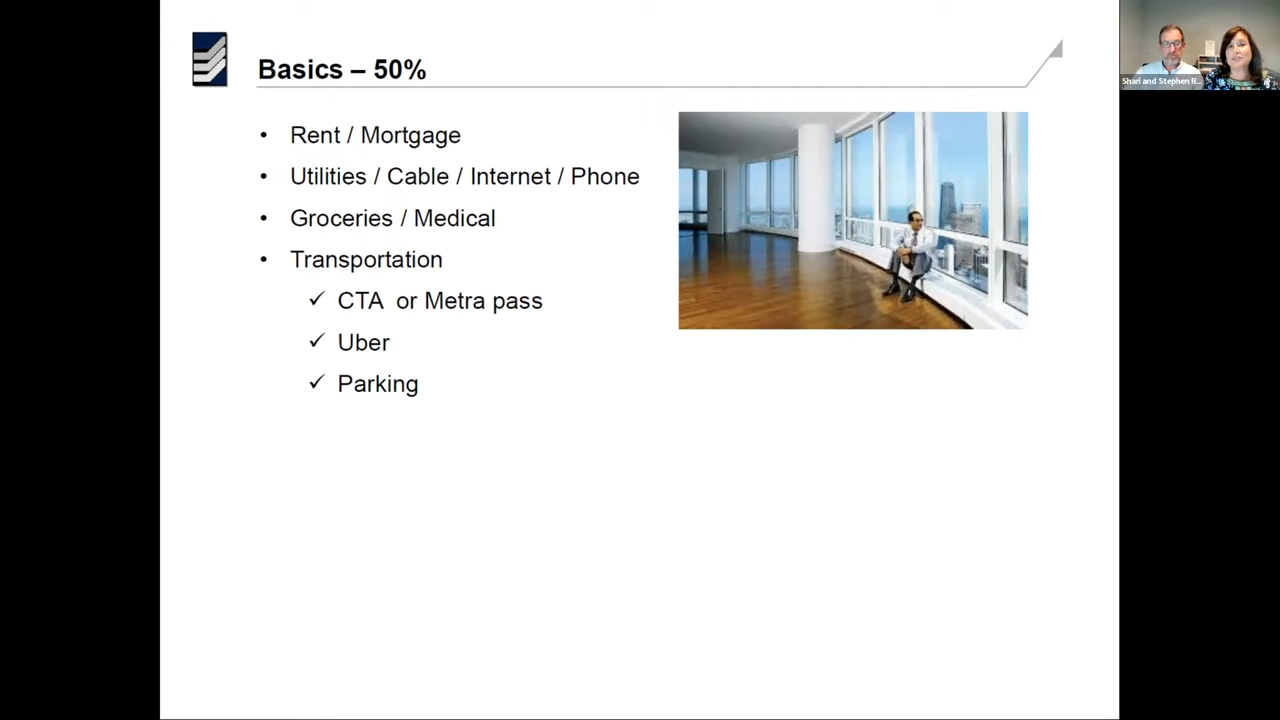 Basics – 50%
• Rent / Mortgage
• Utilities / Cable / Internet / Phone
• Groceries / Medical
• Transportation
✓ CTA or Metra pass
✓ Uber
✓ Parking
Shari and Stephen R...